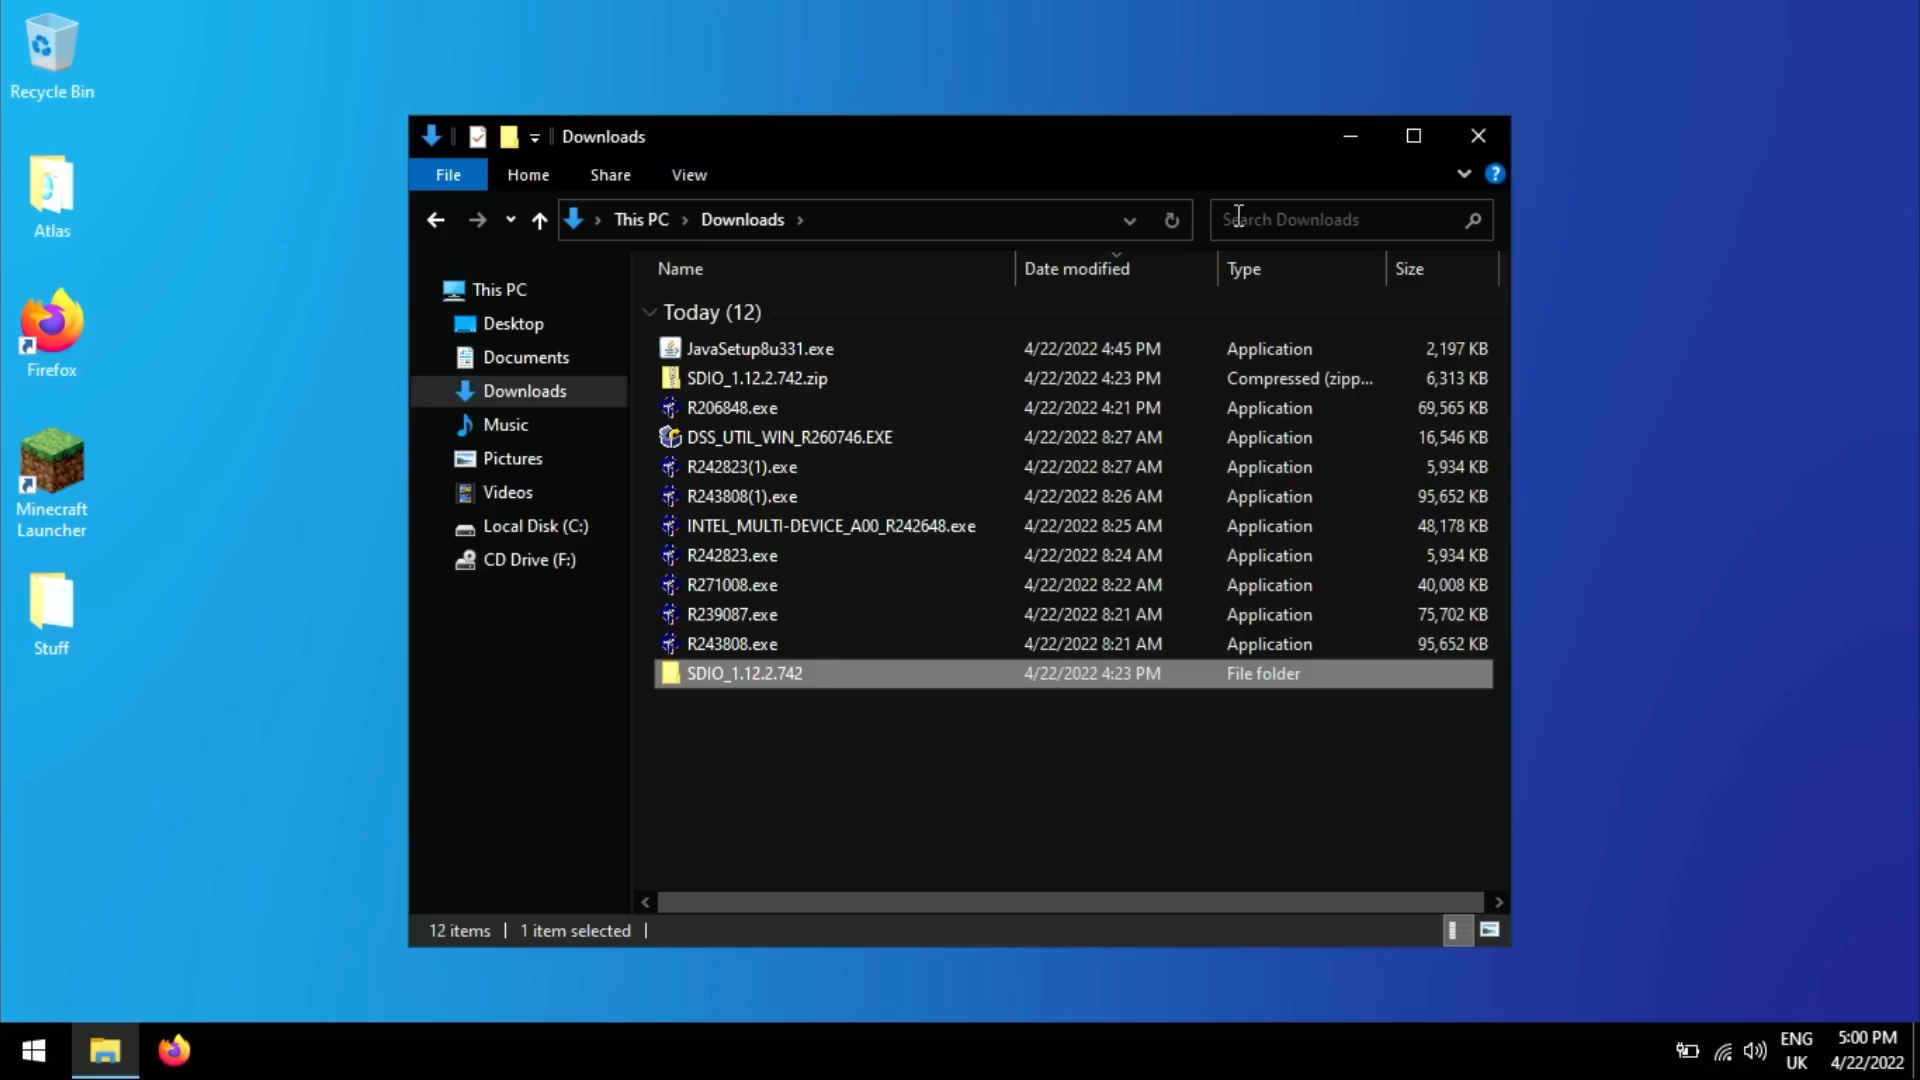 Recycle Bin
Atlas
Firefox
Minecraft
Launcher
Stuff
Downloads
File Home Share View
This PC Downloads
Search Downloads
This PC
Desktop
Documents
Downloads
Music
Pictures
Videos
Local Disk (C:)
CD Drive (F:)
Name Date modified Type Size
Today (12)
JavaSetup8u331.exe 4/22/2022 4:45 PM Application 2,197 KB
SDIO_1.12.2.742.zip 4/22/2022 4:23 PM Compressed (zipp... 6,313 KB
R206848.exe 4/22/2022 4:21 PM Application 69,565 KB
DSS_UTIL_WIN_R260746.EXE 4/22/2022 8:27 AM Application 16,546 KB
R242823(1).exe 4/22/2022 8:27 AM Application 5,934 KB
R243808(1).exe 4/22/2022 8:26 AM Application 95,652 KB
INTEL_MULTI-DEVICE_A00_R242648.exe 4/22/2022 8:25 AM Application 48,178 KB
R242823.exe 4/22/2022 8:24 AM Application 5,934 KB
R271008.exe 4/22/2022 8:22 AM Application 40,008 KB
R239087.exe 4/22/2022 8:21 AM Application 75,702 KB
R243808.exe 4/22/2022 8:21 AM Application 95,652 KB
SDIO_1.12.2.742 4/22/2022 4:23 PM File folder
12 items 1 item selected
ENG 5:00 PM
UK 4/22/2022